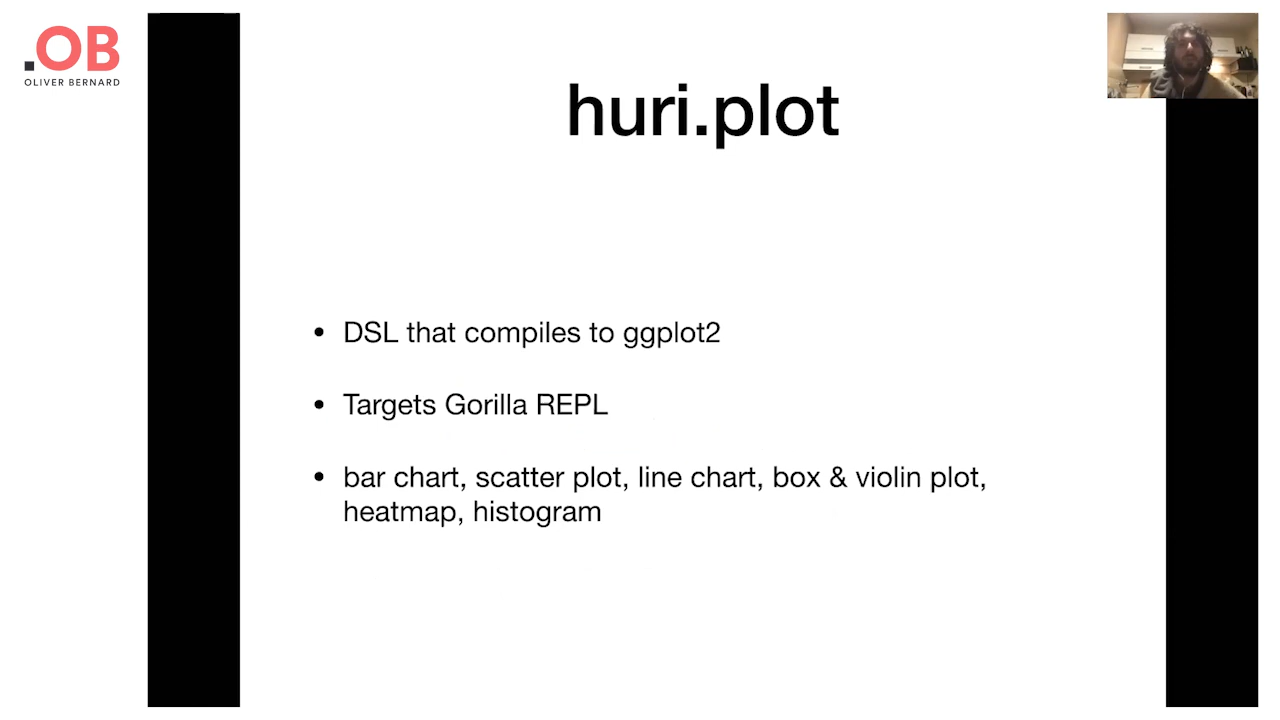 .OB
OLIVER BERNARD
huri.plot
• DSL that compiles to ggplot2
• Targets Gorilla REPL
• bar chart, scatter plot, line chart, box & violin plot,
heatmap, histogram